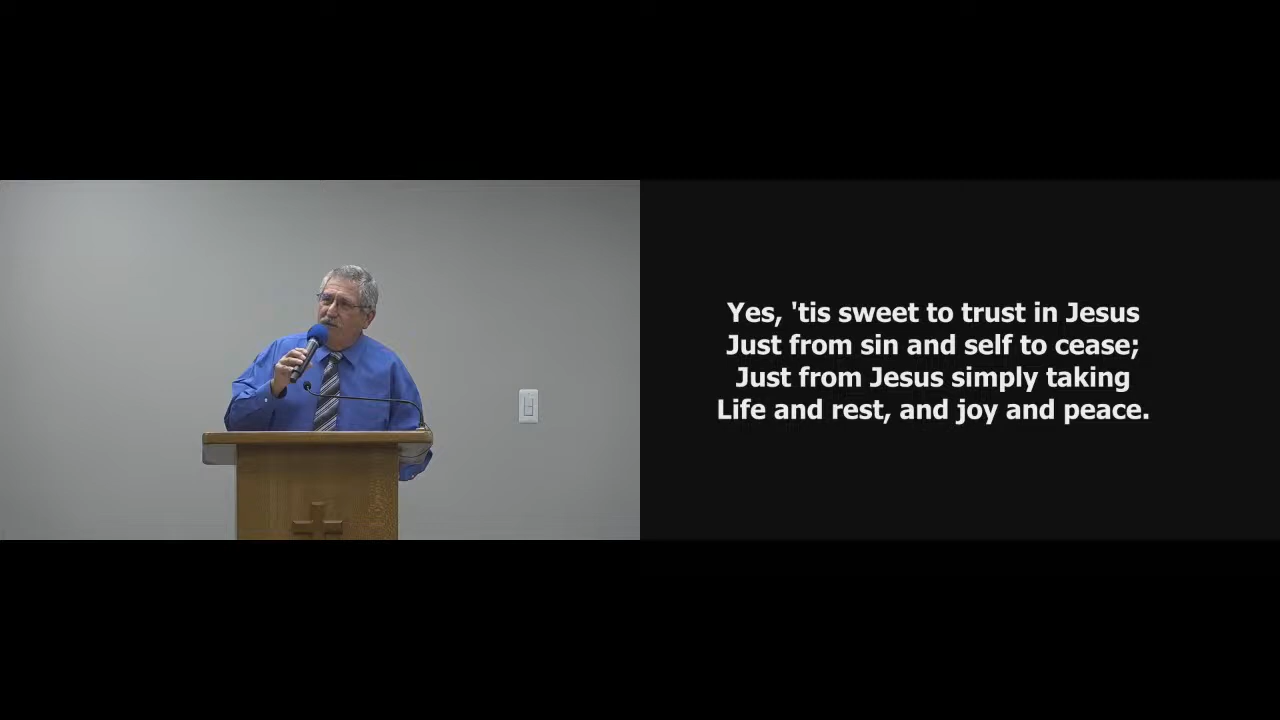 Yes, 'tis sweet to trust in Jesus
Just from sin and self to cease;
Just from Jesus simply taking
Life and rest, and joy and peace.